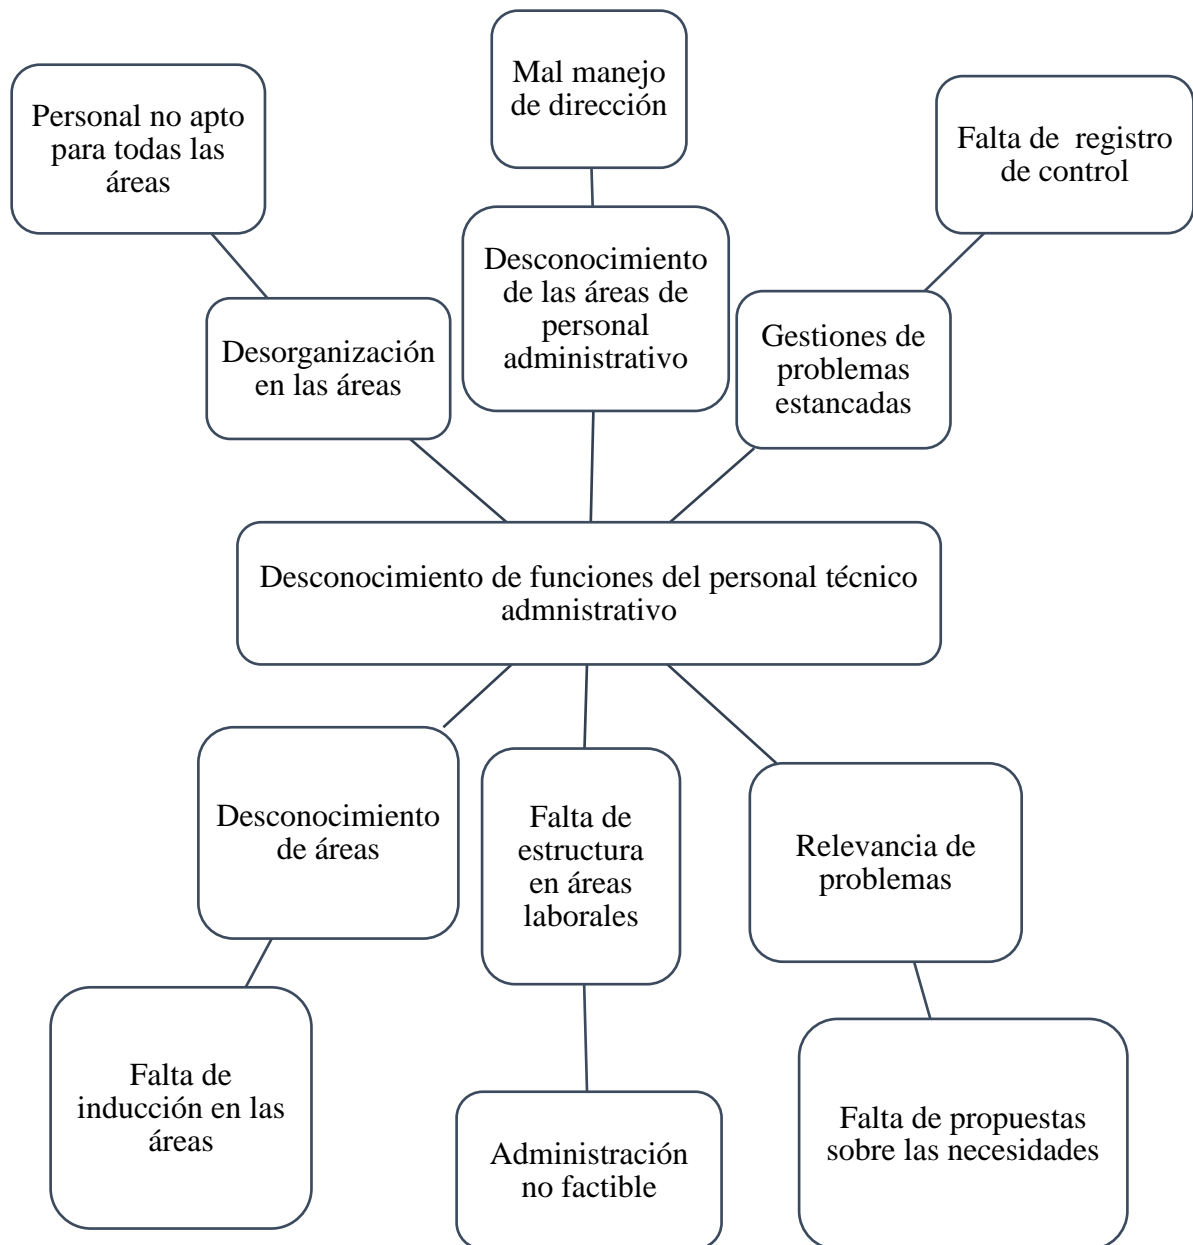 Mal manejo
de dirección
Personal no apto
para todas las
áreas
Falta de  registro
de control
Desconocimiento
de las áreas de
personal
administrativo
Desorganización
en las áreas
Gestiones de
problemas
estancadas
Desconocimiento de funciones del personal técnico
admnistrativo
Desconocimiento
de áreas
Falta de
estructura
en áreas
laborales
Relevancia de
problemas
Falta de
inducción en las
áreas
Administración
no factible
Falta de propuestas
sobre las necesidades